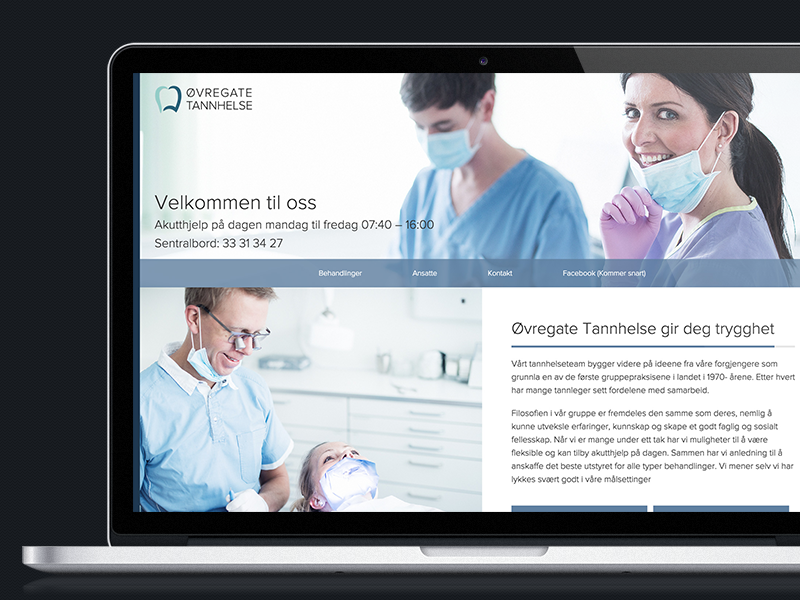 ØVREGATE
TANNHELSE
Velkommen til oss
Akutthjelp på dagen mandag til fredag 07:40 – 16:00
Sentralbord: 33 31 34 27
Behandlinger
Ansatte
Kontakt
Facebook (Kommer snart)
Øvregate Tannhelse gir deg trygghet
Vårt tannhelseteam bygger videre på ideene fra våre forgjengere som
grunnla en av de første gruppepraksisene i landet i 1970- årene. Etter hvert
har mange tannleger sett fordelene med samarbeid.
Filosofien i vår gruppe er fremdeles den samme som deres, nemlig å
kunne utveksle erfaringer, kunnskap og skape et godt faglig og sosialt
fellesskap. Når vi er mange under ett tak har vi muligheter til å være
fleksible og kan tilby akutthjelp på dagen. Sammen har vi anledning til å
anskaffe det beste utstyret for alle typer behandlinger. Vi mener selv vi har
lykkes svært godt i våre målsettinger